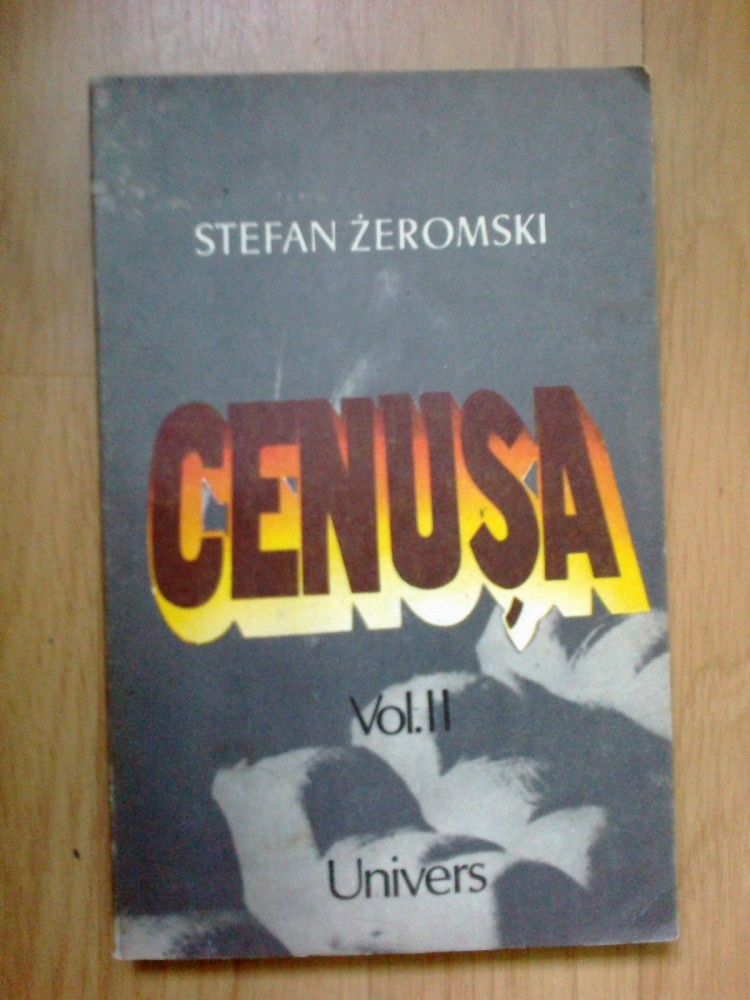 STEFAN ŻEROMSKI
CENUȘA
Vol. II
Univers